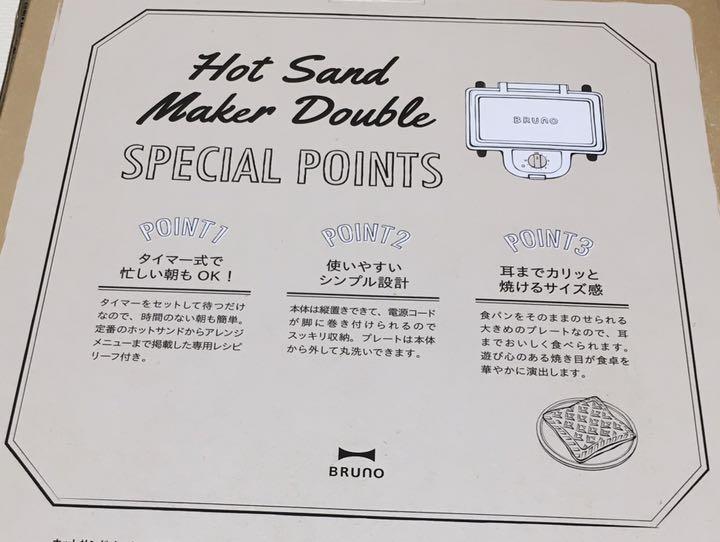 Hot Sand
Maker Double
SPECIAL POINTS
BRUNO
POINT1
タイマー式で
忙しい朝もOK！
タイマーをセットして待つだけ
なので、時間のない朝も簡単。
定番のホットサンドからアレンジ
メニューまで掲載した専用レシピ
リーフ付き。
POINT2
使いやすい
シンプル設計
本体は縦置きできて、電源コード
が脚に巻き付けられるので
スッキリ収納。プレートは本体
から外して丸洗いできます。
POINT3
耳までカリッと
焼けるサイズ感
食パンをそのままのせられる
大きめのプレートなので、耳
までおいしく食べられます。
遊び心のある焼き目が食卓を
華やかに演出します。
BRUNO